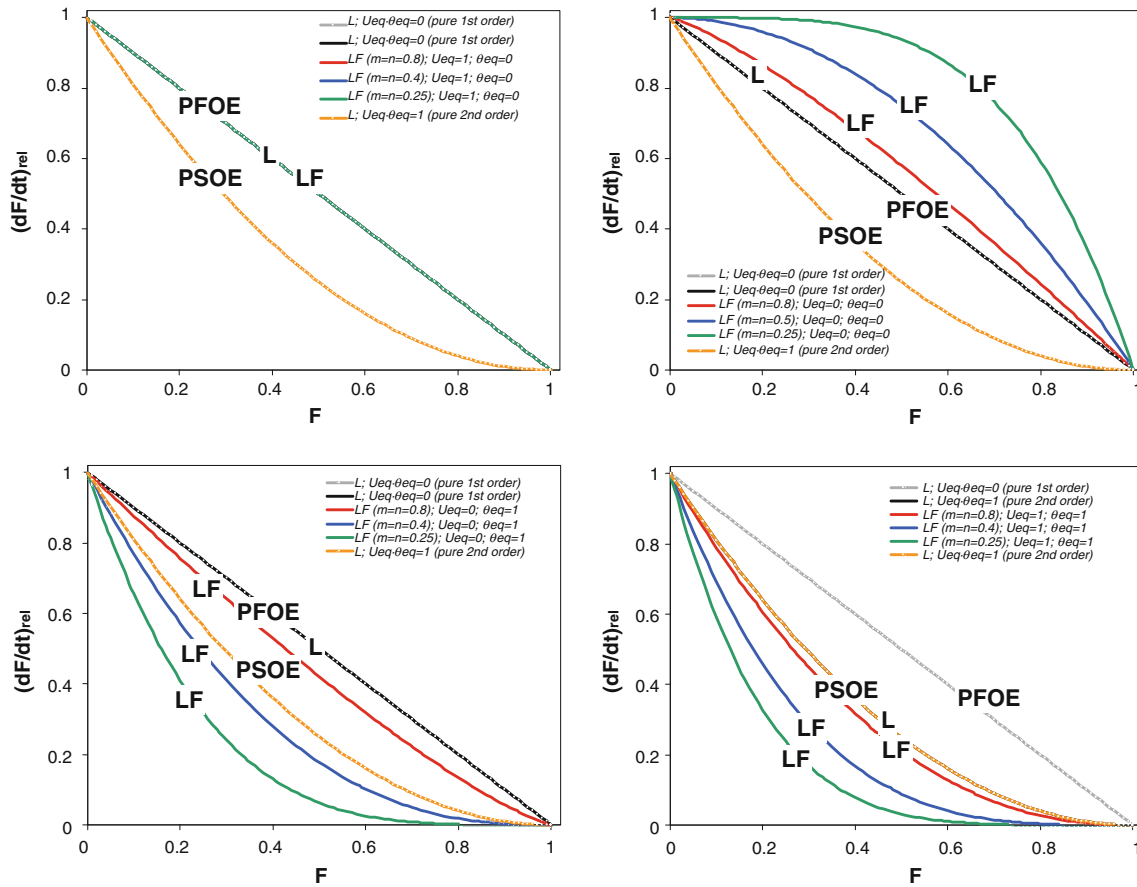 L; Ueq·θeq=0 (pure 1st order)
L; Ueq·θeq=0 (pure 1st order)
LF (m=n=0.8); Ueq=1; θeq=0
LF (m=n=0.4); Ueq=1; θeq=0
LF (m=n=0.25); Ueq=1; θeq=0
L; Ueq·θeq=1 (pure 2nd order)
PFOE
L
LF
PSOE
(dF/dt)rel
1
0.8
0.6
0.4
0.2
0
0 0.2 0.4 0.6 0.8 1
F
L
LF
LF
LF
PFOE
PSOE
L; Ueq·θeq=0 (pure 1st order)
L; Ueq·θeq=0 (pure 1st order)
LF (m=n=0.8); Ueq=0; θeq=0
LF (m=n=0.5); Ueq=0; θeq=0
LF (m=n=0.25); Ueq=0; θeq=0
L; Ueq·θeq=1 (pure 2nd order)
(dF/dt)rel
1
0.8
0.6
0.4
0.2
0
0 0.2 0.4 0.6 0.8 1
F
L; Ueq·θeq=0 (pure 1st order)
L; Ueq·θeq=0 (pure 1st order)
LF (m=n=0.8); Ueq=0; θeq=1
LF (m=n=0.4); Ueq=0; θeq=1
LF (m=n=0.25); Ueq=0; θeq=1
L; Ueq·θeq=1 (pure 2nd order)
LF
PFOE
L
LF
PSOE
LF
(dF/dt)rel
1
0.8
0.6
0.4
0.2
0
0 0.2 0.4 0.6 0.8 1
F
L; Ueq·θeq=0 (pure 1st order)
L; Ueq·θeq=1 (pure 2nd order)
LF (m=n=0.8); Ueq=1; θeq=1
LF (m=n=0.4); Ueq=1; θeq=1
LF (m=n=0.25); Ueq=1; θeq=1
L; Ueq·θeq=1 (pure 2nd order)
PSOE
PFOE
L
LF
LF
LF
(dF/dt)rel
1
0.8
0.6
0.4
0.2
0
0 0.2 0.4 0.6 0.8 1
F